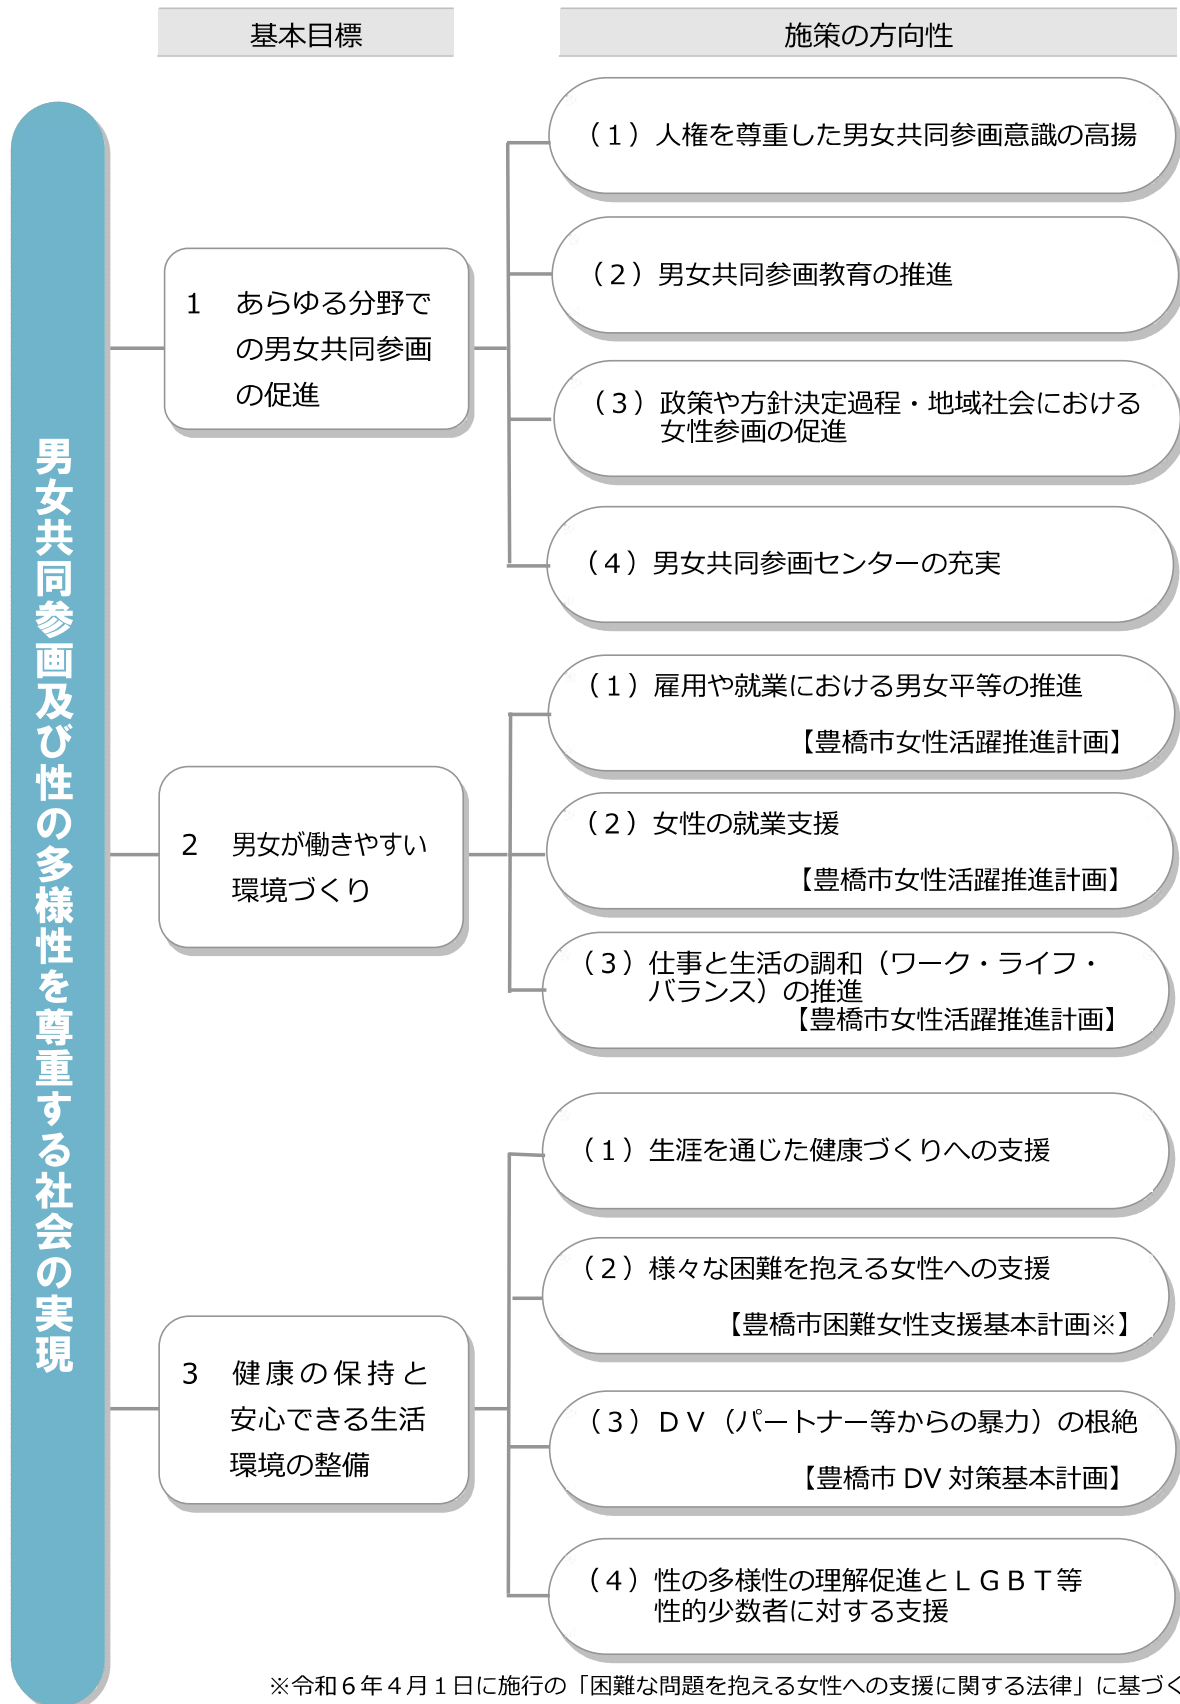 基本目標
施策の方向性
男女共同参画及び性の多様性を尊重する社会の実現
1 あらゆる分野で
の男女共同参画
の促進
（１）人権を尊重した男女共同参画意識の高揚
（２）男女共同参画教育の推進
（３）政策や方針決定過程・地域社会における
女性参画の促進
（４）男女共同参画センターの充実
2 男女が働きやすい
環境づくり
（１）雇用や就業における男女平等の推進
【豊橋市女性活躍推進計画】
（２）女性の就業支援
【豊橋市女性活躍推進計画】
（３）仕事と生活の調和（ワーク・ライフ・
バランス）の推進
【豊橋市女性活躍推進計画】
3 健康の保持と
安心できる生活
環境の整備
（１）生涯を通じた健康づくりへの支援
（２）様々な困難を抱える女性への支援
【豊橋市困難女性支援基本計画※】
（３）ＤＶ（パートナー等からの暴力）の根絶
【豊橋市 DV 対策基本計画】
（４）性の多様性の理解促進とＬＧＢＴ等
性的少数者に対する支援
※令和６年４月１日に施行の「困難な問題を抱える女性への支援に関する法律」に基づく